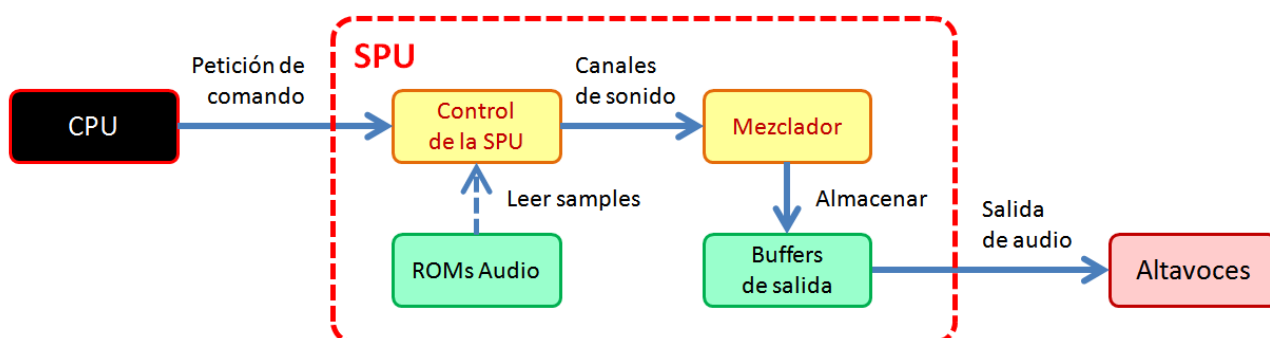 SPU
Petición de
comando
Canales
de sonido
CPU
Control
de la SPU
Mezclador
Leer samples
Almacenar
Salida
de audio
ROMs Audio
Buffers
de salida
Altavoces